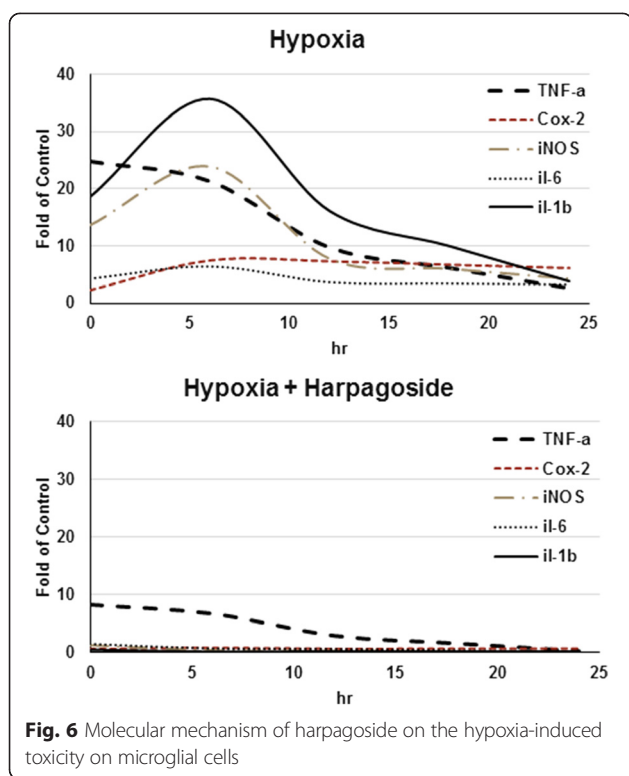 Hypoxia
40
30
20
10
0
Fold of Control
TNF-a
Cox-2
iNOS
il-6
il-1b
0 5 10 15 20 25
hr
Hypoxia + Harpagoside
40
30
20
10
0
Fold of Control
TNF-a
Cox-2
iNOS
il-6
il-1b
0 5 10 15 20 25
hr
Fig. 6 Molecular mechanism of harpagoside on the hypoxia-induced
toxicity on microglial cells